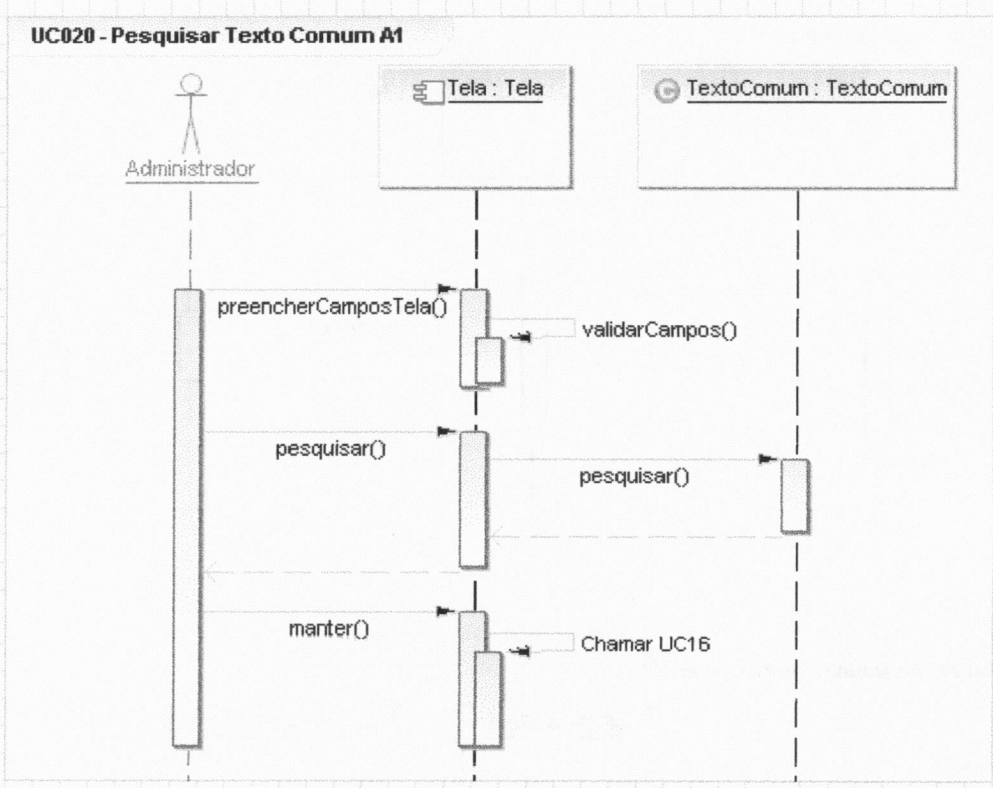 UC020 - Pesquisar Texto Comum A1
Tela : Tela
TextoComum : TextoComum
Administrador
preencherCamposTela()
validarCampos()
pesquisar()
pesquisar()
manter()
Chamar UC16